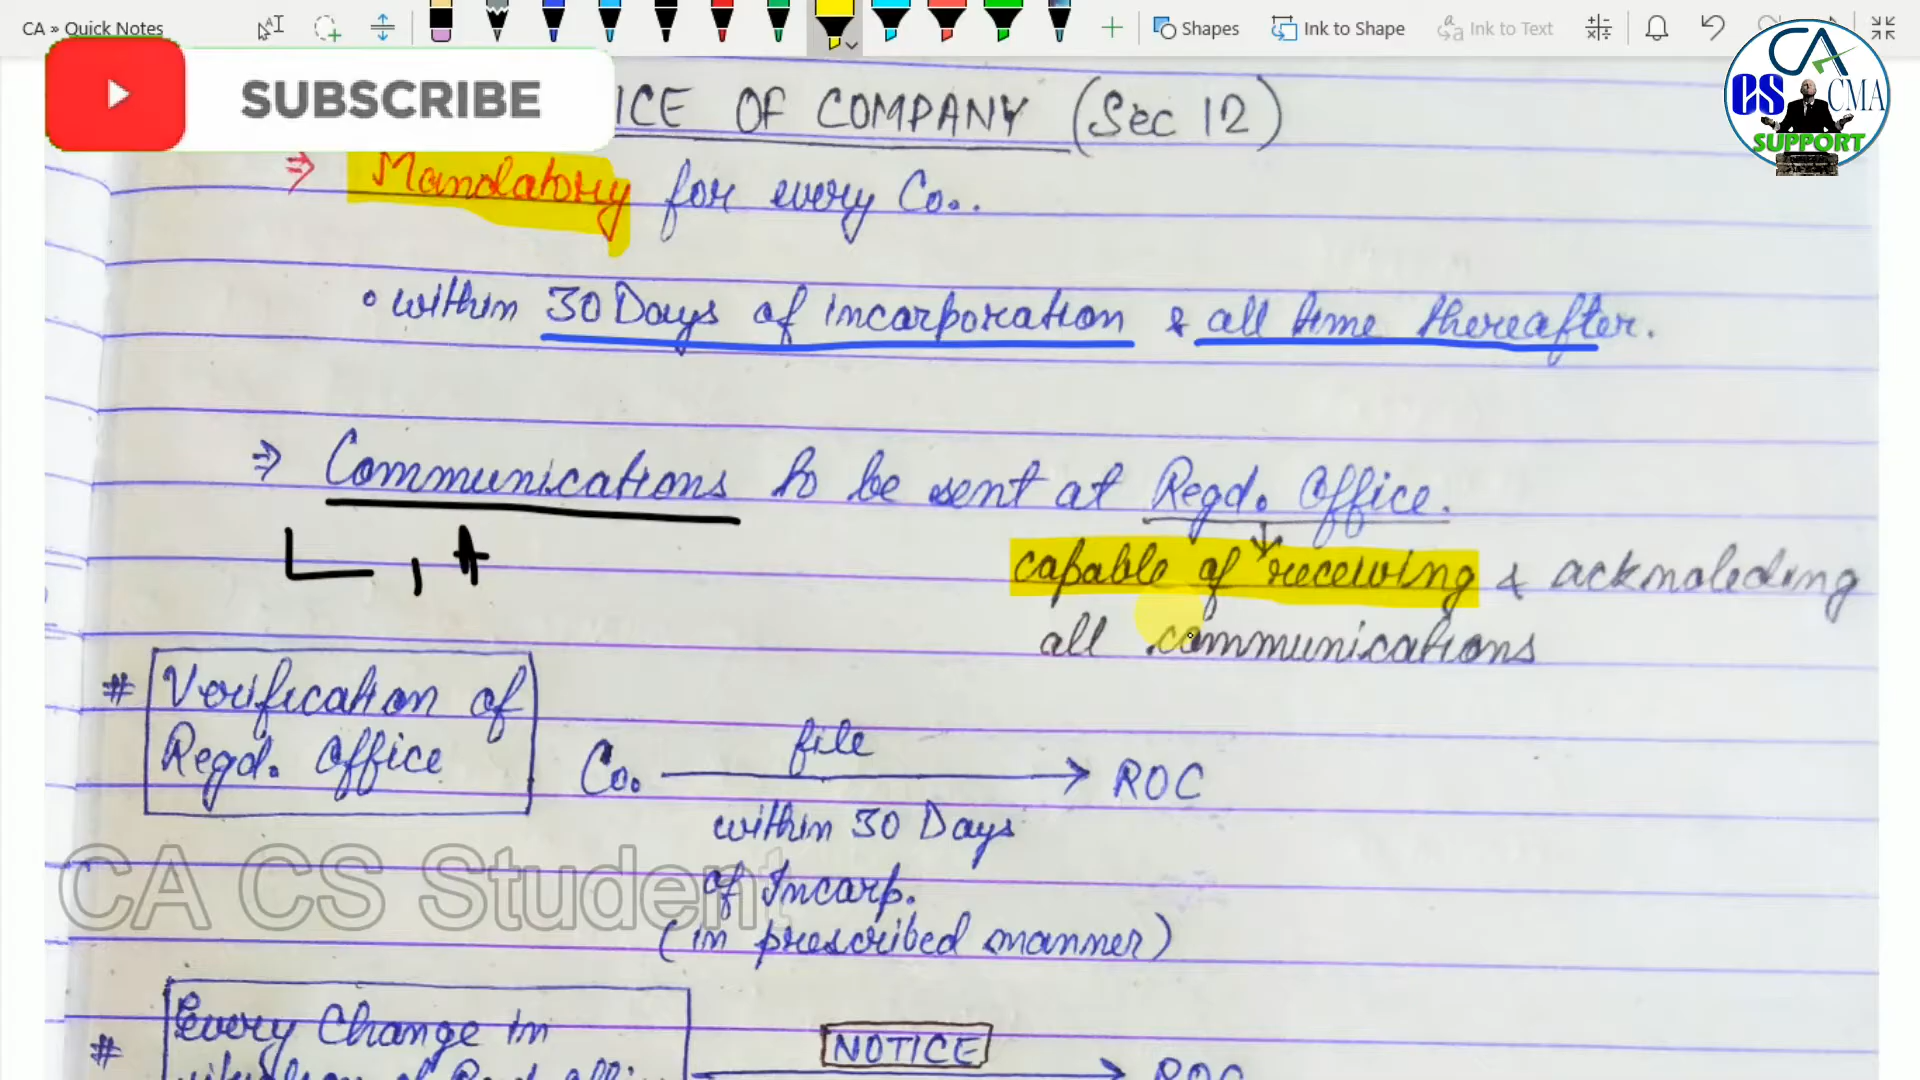 CA » Quick Notes
Shapes
Ink to Shape
Ink to Text
SUBSCRIBE
ICE OF COMPANY (Sec 12)
CA
CS CMA
SUPPORT
⇒ Mandatory for every Co..
• within 30 Days of incorporation & all time thereafter.
⇒ Communications to be sent at Regd. Office.
capable of receiving & acknoleding
all communications
# Verification of
Regd. Office
Co. file → ROC
within 30 Days
of Incorp.
(in prescribed manner)
CA CS Student
# Every Change in
NOTICE
ROC